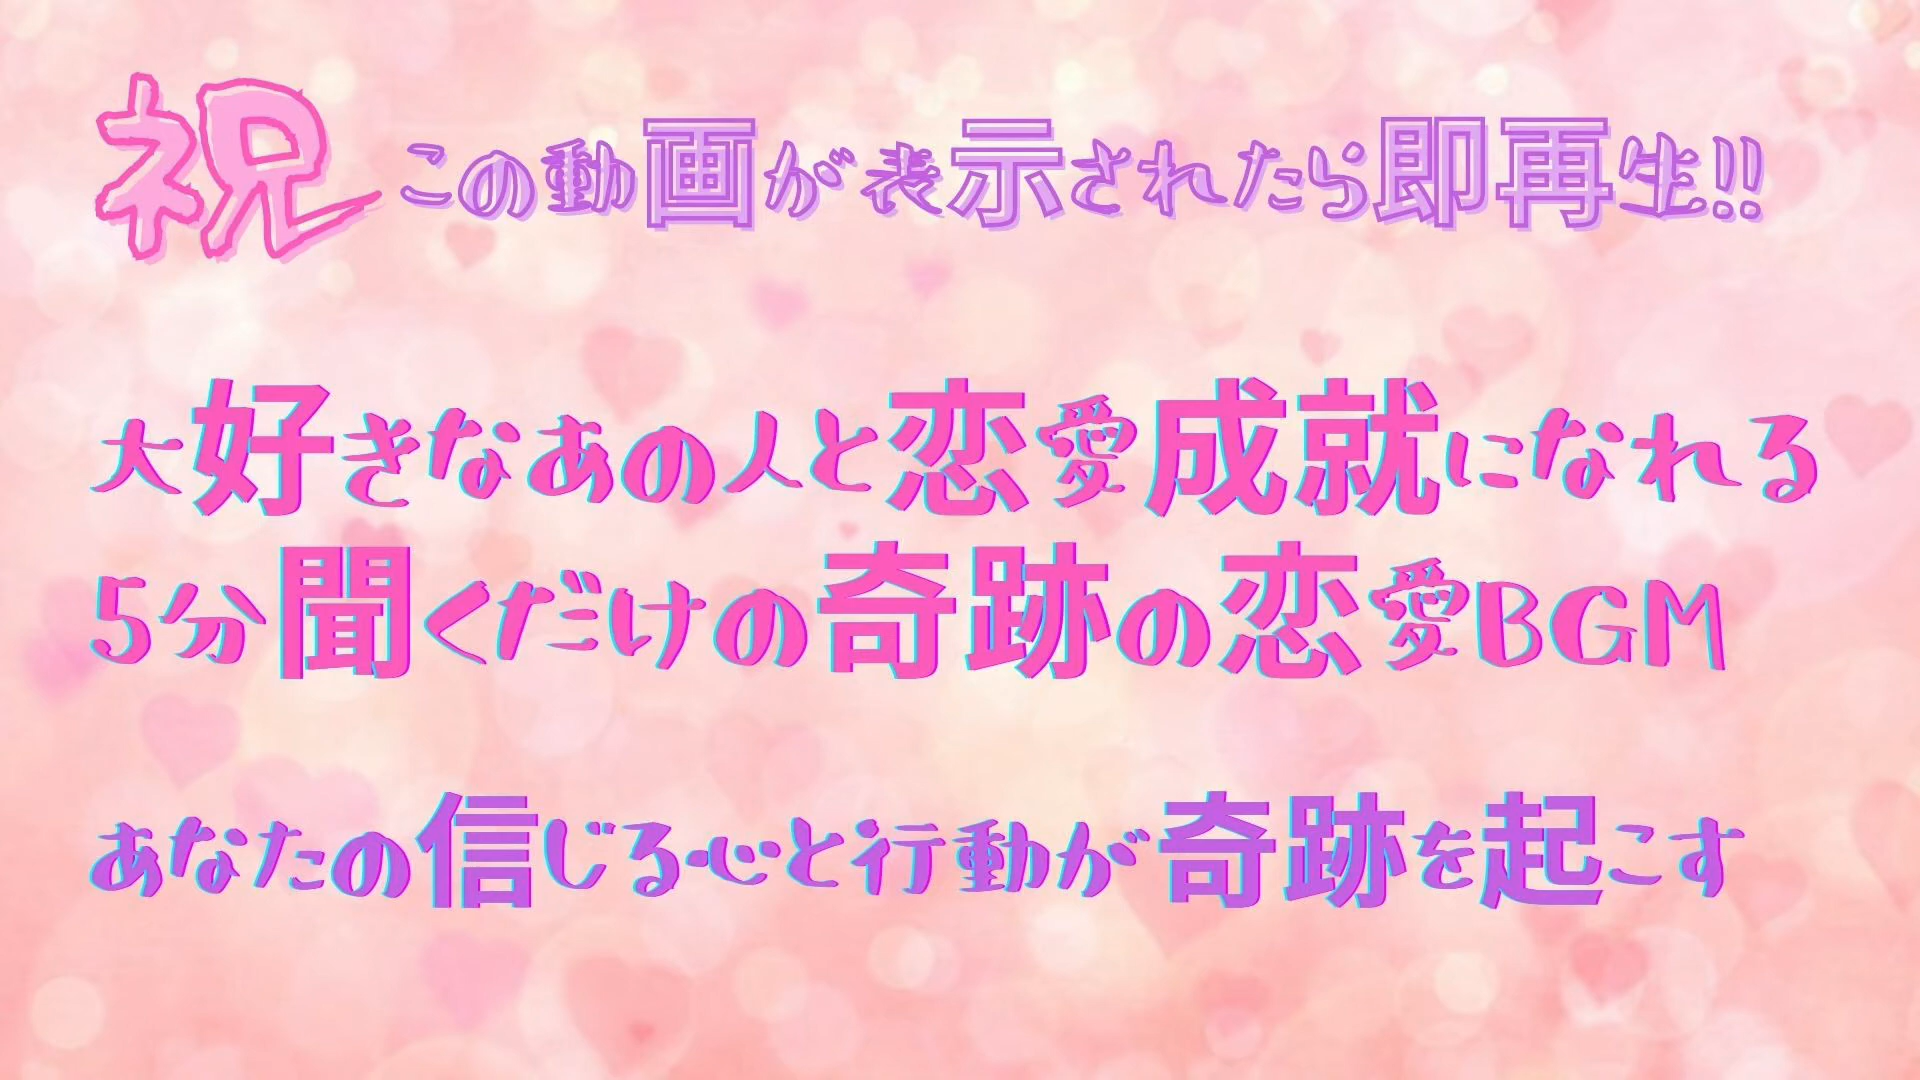 祝 この動画が表示されたら即再生!!
大好きなあの人と恋愛成就になれる
5分聞くだけの奇跡の恋愛BGM
あなたの信じる心と行動が奇跡を起こす